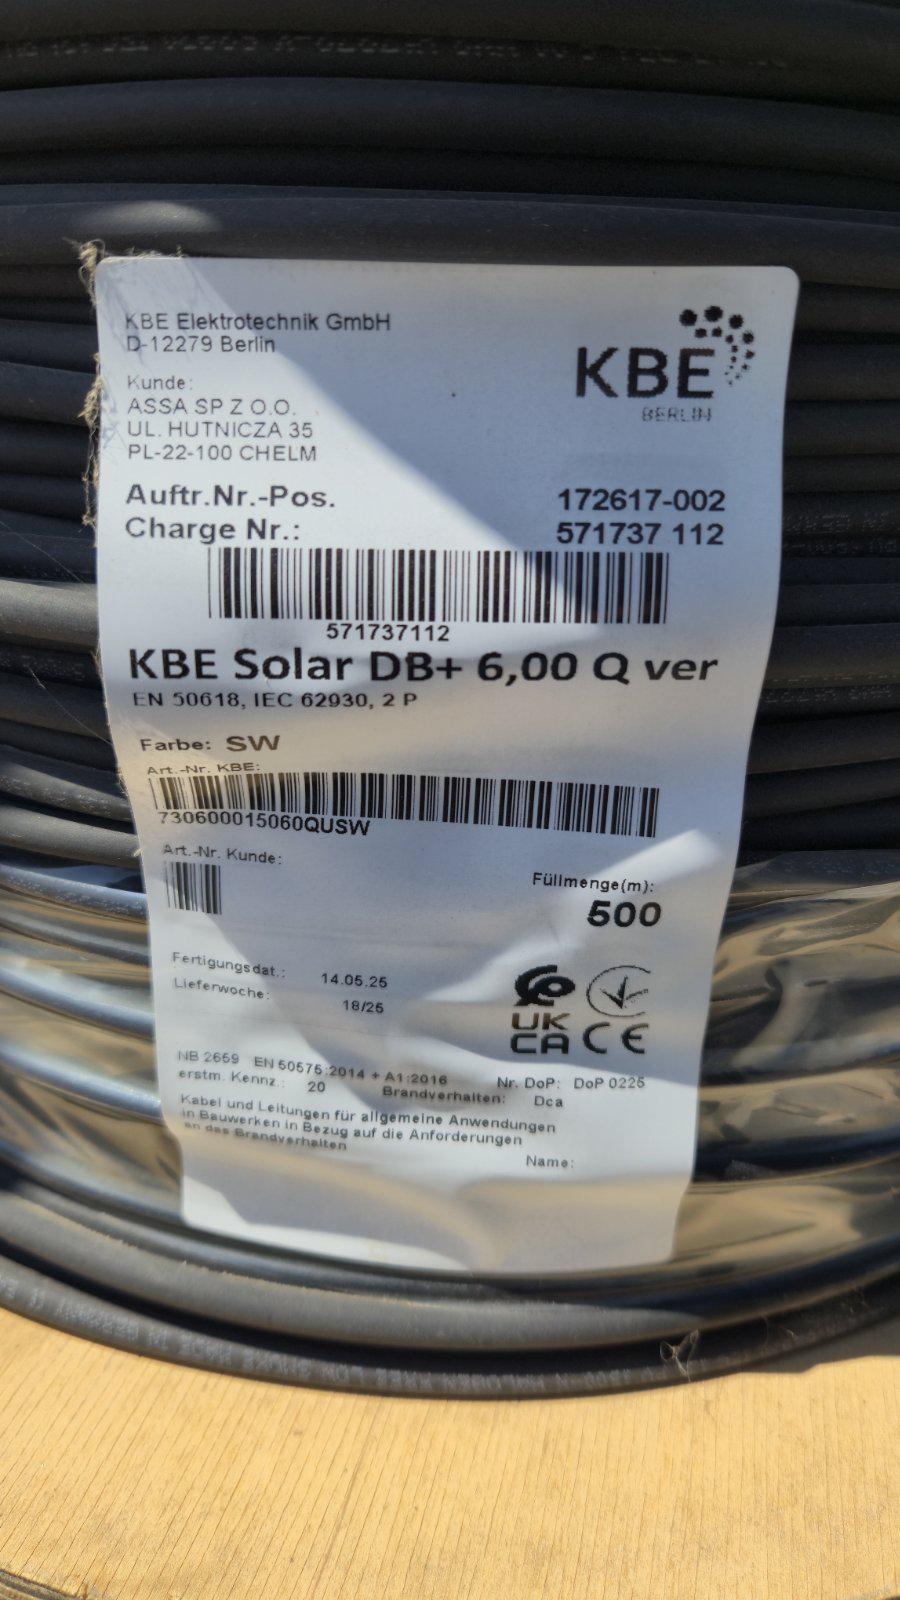 KBE Elektrotechnik GmbH
D-12279 Berlin
KBE
BERLIN
Kunde:
ASSA SP Z O.O.
UL. HUTNICZA 35
PL-22-100 CHELM
Auftr.Nr.-Pos. 172617-002
Charge Nr.: 571737 112
571737112
KBE Solar DB+ 6,00 Q ver
EN 50618, IEC 62930, 2 P
Farbe: SW
Art.-Nr. KBE:
730600015060QUSW
Art.-Nr. Kunde:
Füllmenge(m):
500
Fertigungsdat.: 14.05.25
Lieferwoche: 18/25
UK
CA CE
NB 2659 EN 50575:2014 + A1:2016 Nr. DoP: DoP 0225
erstm. Kennz.: 20 Brandverhalten: Dca
Kabel und Leitungen für allgemeine Anwendungen
in Bauwerken in Bezug auf die Anforderungen
an das Brandverhalten
Name: